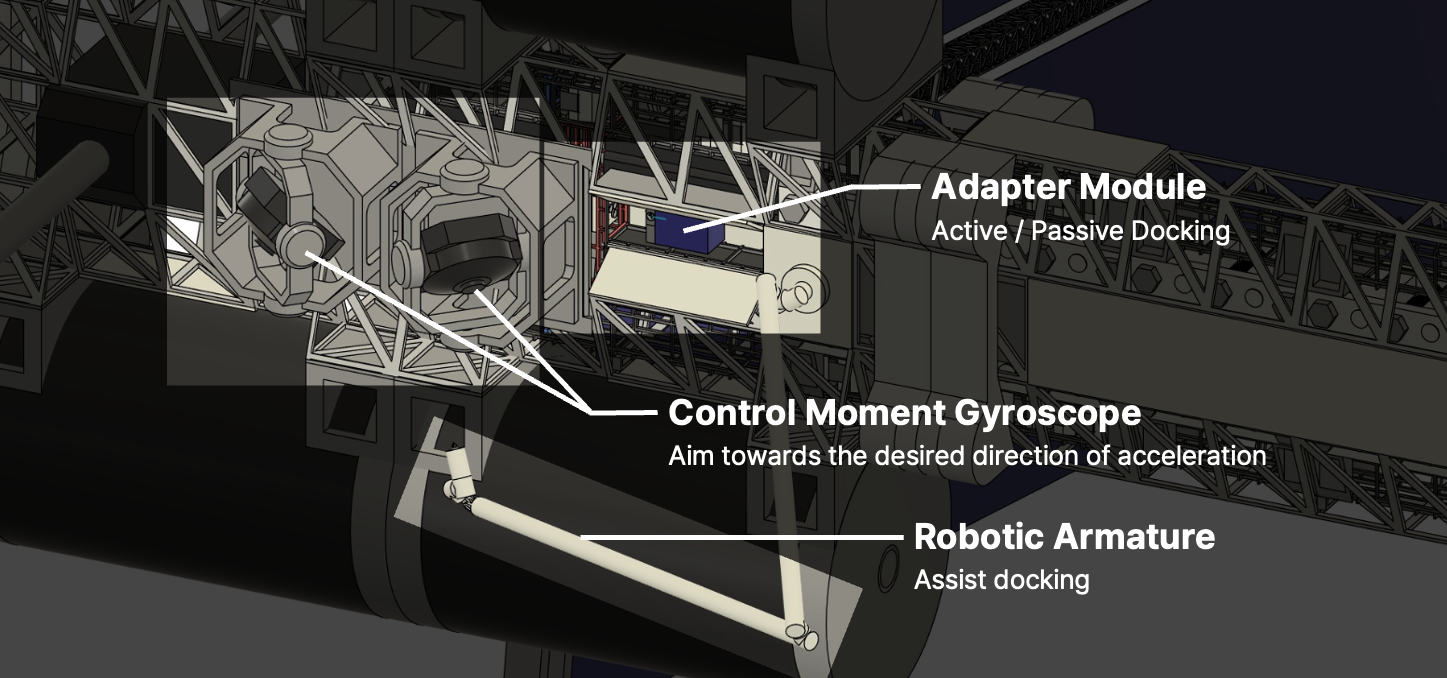 Adapter Module
Active / Passive Docking
Control Moment Gyroscope
Aim towards the desired direction of acceleration
Robotic Armature
Assist docking